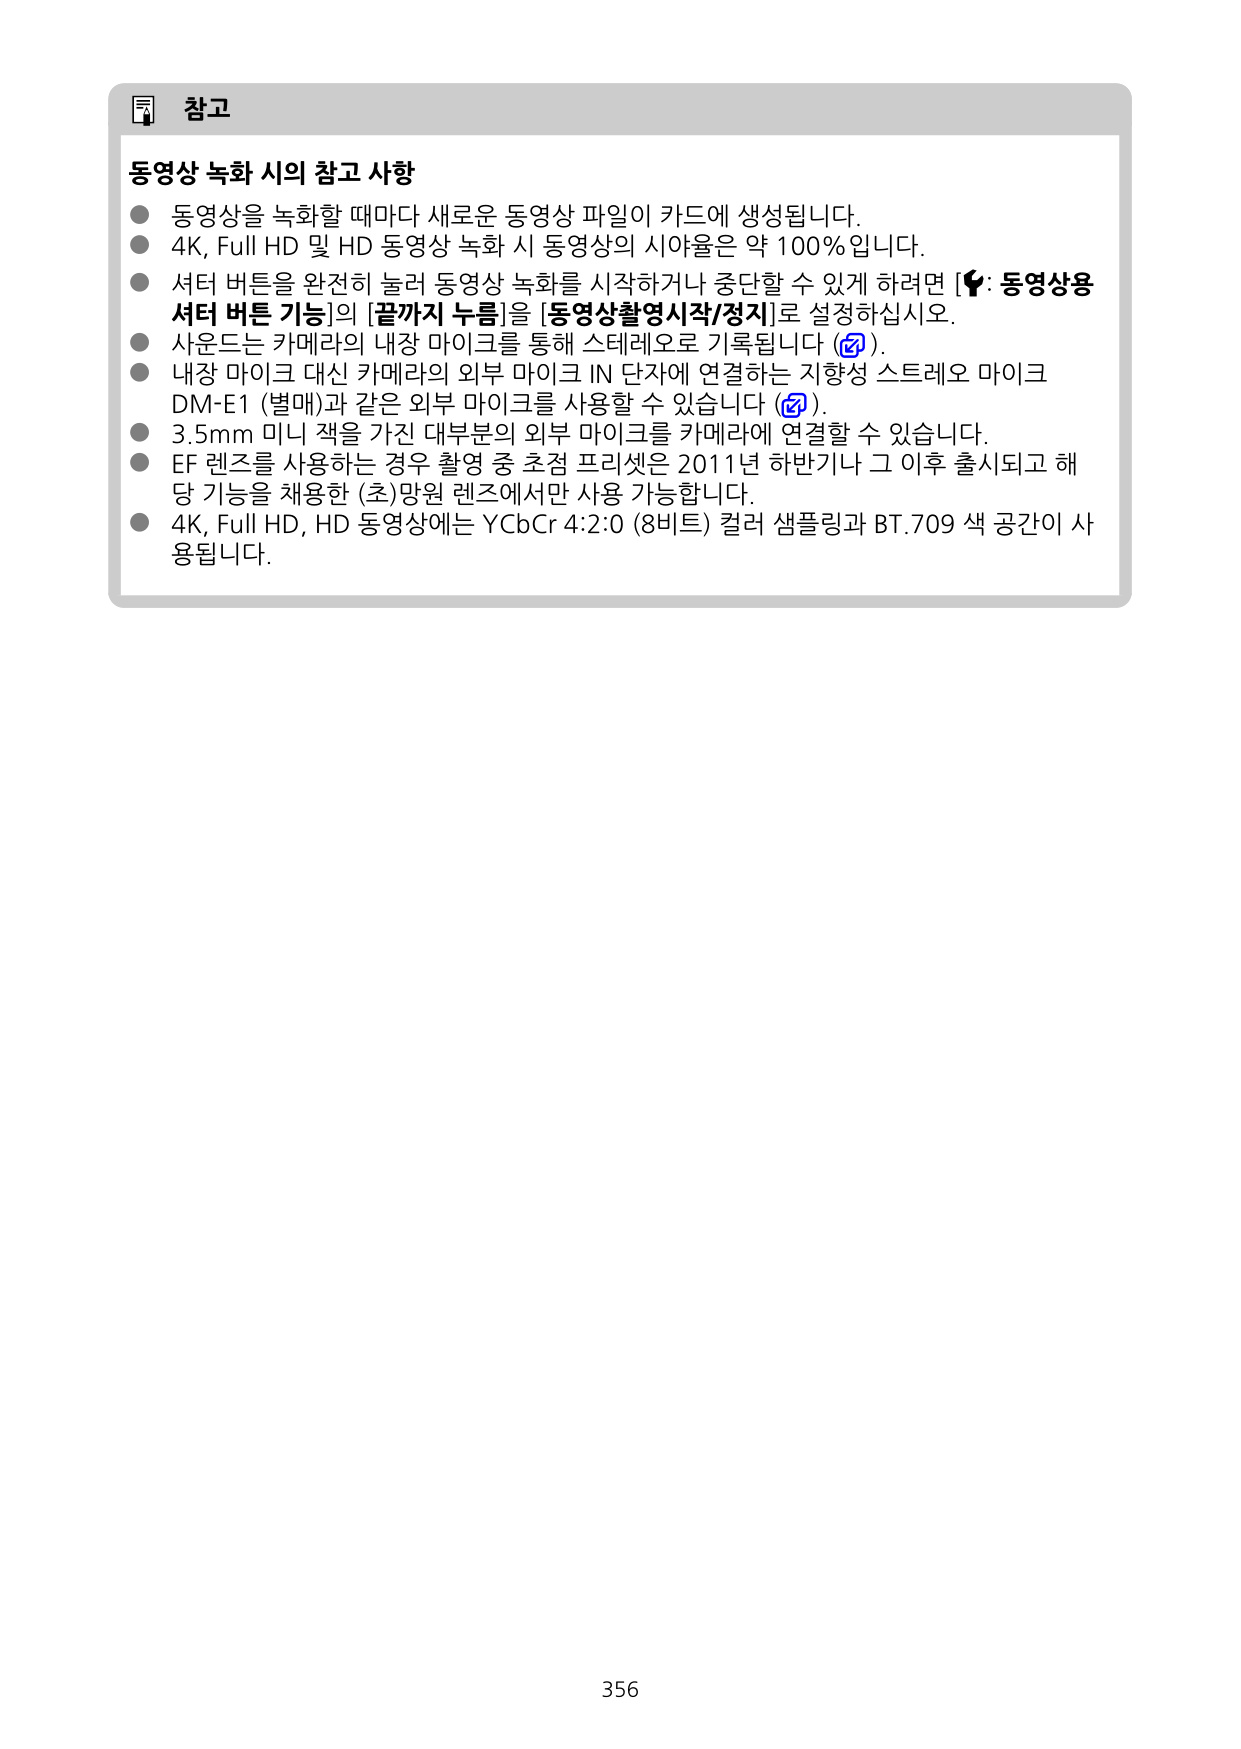 참고
동영상 녹화 시의 참고 사항
● 동영상을 녹화할 때마다 새로운 동영상 파일이 카드에 생성됩니다.
● 4K, Full HD 및 HD 동영상 녹화 시 동영상의 시야율은 약 100%입니다.
● 셔터 버튼을 완전히 눌러 동영상 녹화를 시작하거나 중단할 수 있게 하려면 [: 동영상용
셔터 버튼 기능]의 [끝까지 누름]을 [동영상촬영시작/정지]로 설정하십시오.
● 사운드는 카메라의 내장 마이크를 통해 스테레오로 기록됩니다 ().
● 내장 마이크 대신 카메라의 외부 마이크 IN 단자에 연결하는 지향성 스트레오 마이크
DM-E1 (별매)과 같은 외부 마이크를 사용할 수 있습니다 ().
● 3.5mm 미니 잭을 가진 대부분의 외부 마이크를 카메라에 연결할 수 있습니다.
● EF 렌즈를 사용하는 경우 촬영 중 초점 프리셋은 2011년 하반기나 그 이후 출시되고 해
당 기능을 채용한 (초)망원 렌즈에서만 사용 가능합니다.
● 4K, Full HD, HD 동영상에는 YCbCr 4:2:0 (8비트) 컬러 샘플링과 BT.709 색 공간이 사
용됩니다.
356